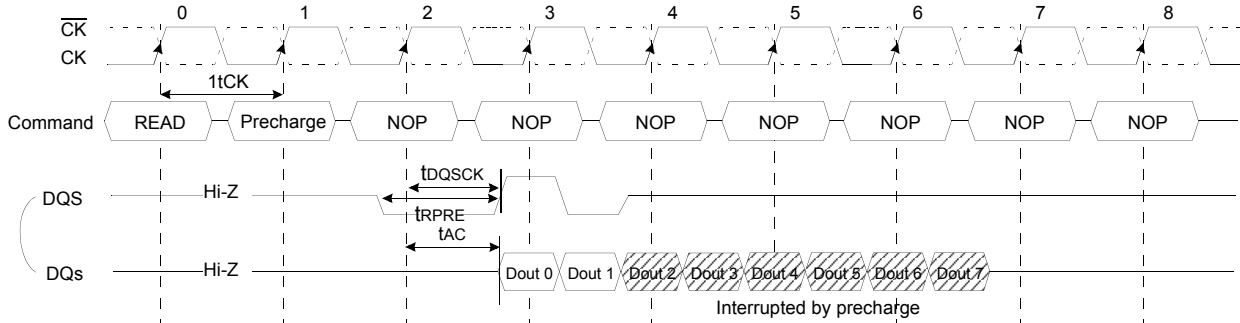 0 1 2 3 4 5 6 7 8
CK
CK
1tCK
Command READ Precharge NOP NOP NOP NOP NOP NOP NOP
tDQSCK
DQS Hi-Z
tRPRE
tAC
DQs Hi-Z Dout 0 Dout 1 Dout 2 Dout 3 Dout 4 Dout 5 Dout 6 Dout 7
Interrupted by precharge